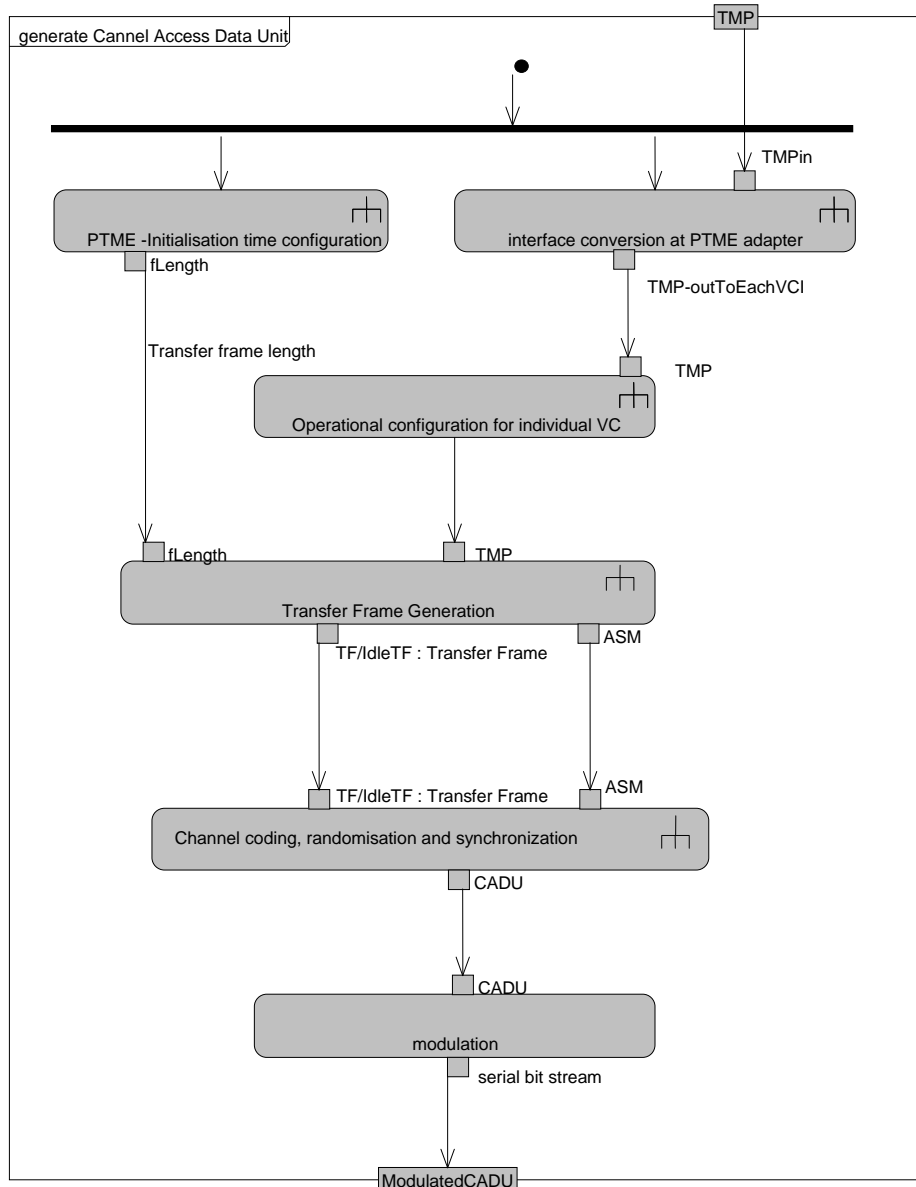 TMP
generate Cannel Access Data Unit
TMPin
PTME -Initialisation time configuration
interface conversion at PTME adapter
fLength
TMP-outToEachVCI
Transfer frame length
TMP
Operational configuration for individual VC
fLength
TMP
Transfer Frame Generation
TF/IdleTF : Transfer Frame
ASM
TF/IdleTF : Transfer Frame
ASM
Channel coding, randomisation and synchronization
CADU
CADU
modulation
serial bit stream
ModulatedCADU